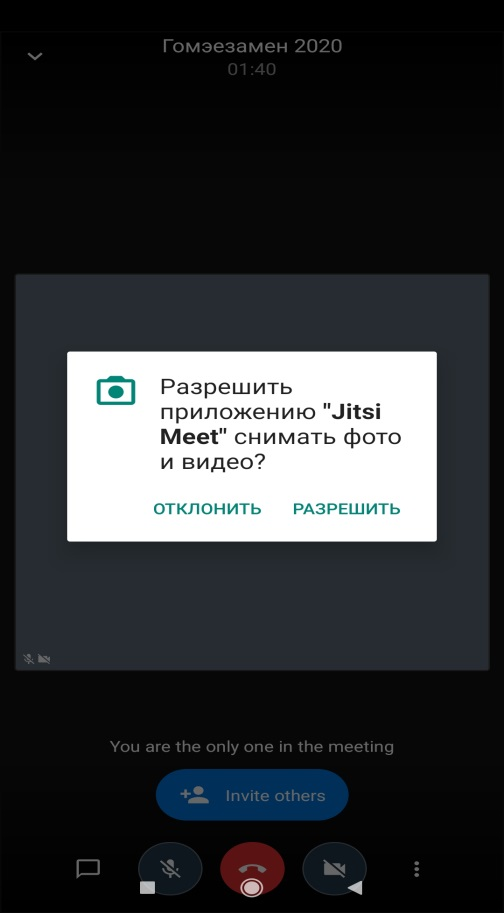 Гомэезамен 2020
01:40
Разрешить
приложению "Jitsi
Meet" снимать фото
и видео?
ОТКЛОНИТЬ РАЗРЕШИТЬ
You are the only one in the meeting
Invite others